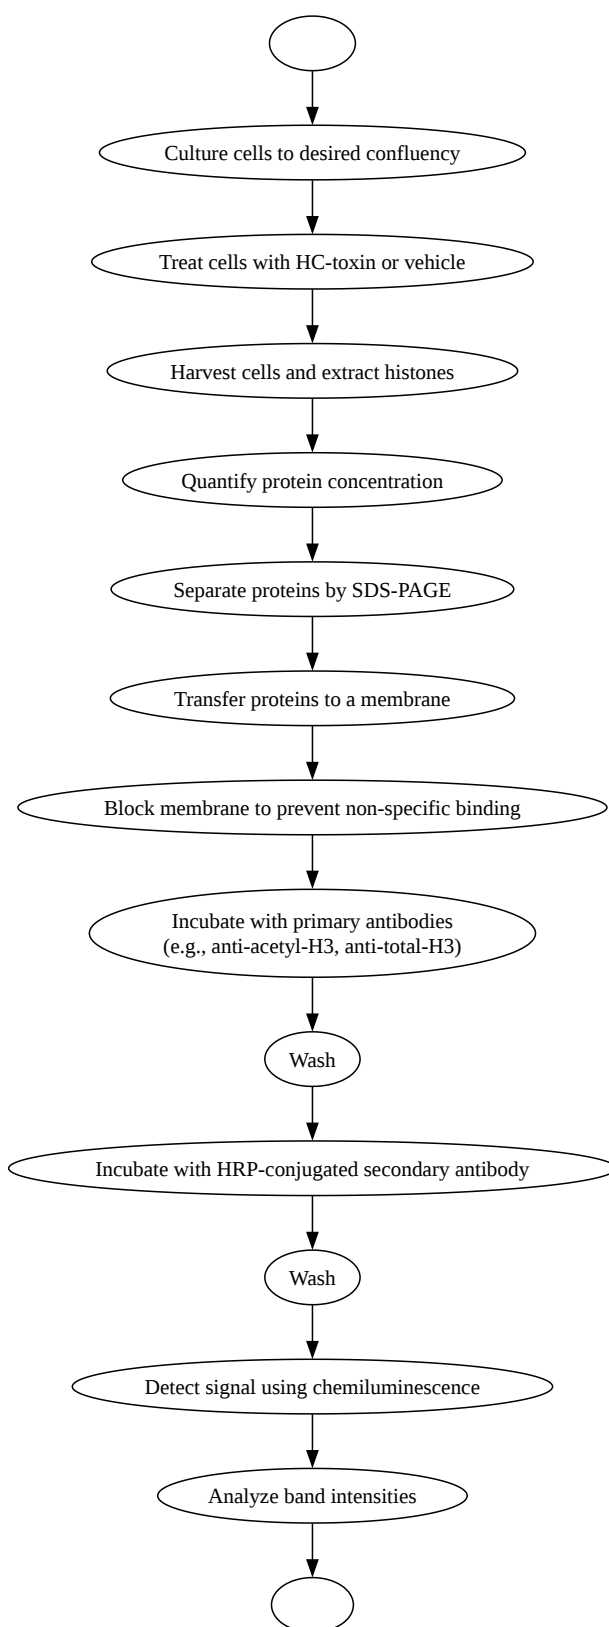 Culture cells to desired confluency
Treat cells with HC-toxin or vehicle
Harvest cells and extract histones
Quantify protein concentration
Separate proteins by SDS-PAGE
Transfer proteins to a membrane
Block membrane to prevent non-specific binding
Incubate with primary antibodies
(e.g., anti-acetyl-H3, anti-total-H3)
Wash
Incubate with HRP-conjugated secondary antibody
Wash
Detect signal using chemiluminescence
Analyze band intensities